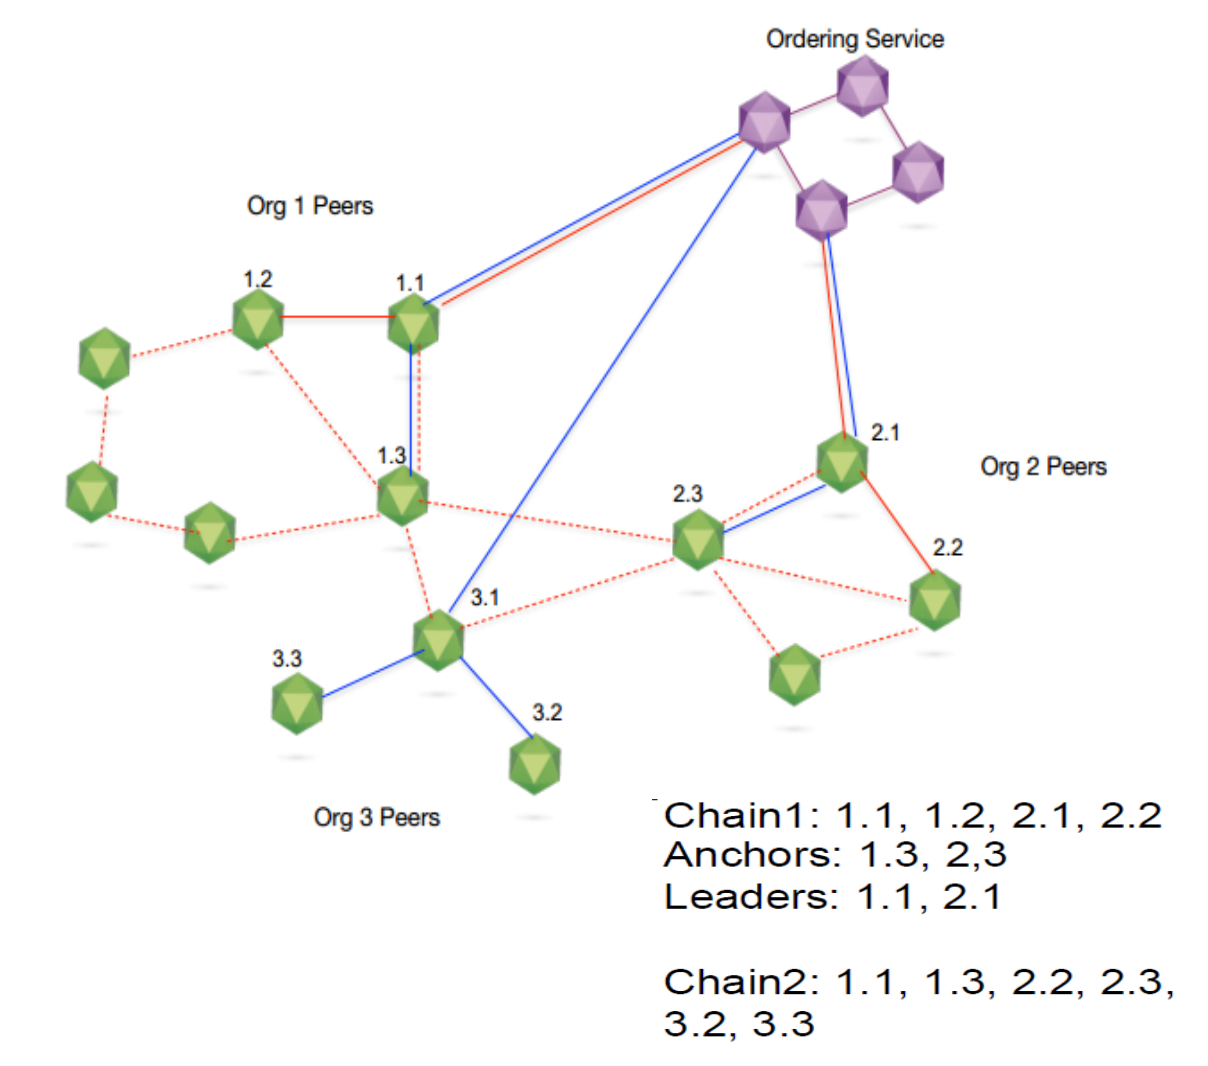 Ordering Service
Org 1 Peers
1.2
1.1
1.3
2.1
Org 2 Peers
2.3
2.2
3.1
3.3
3.2
Org 3 Peers
Chain1: 1.1, 1.2, 2.1, 2.2
Anchors: 1.3, 2,3
Leaders: 1.1, 2.1
Chain2: 1.1, 1.3, 2.2, 2.3,
3.2, 3.3